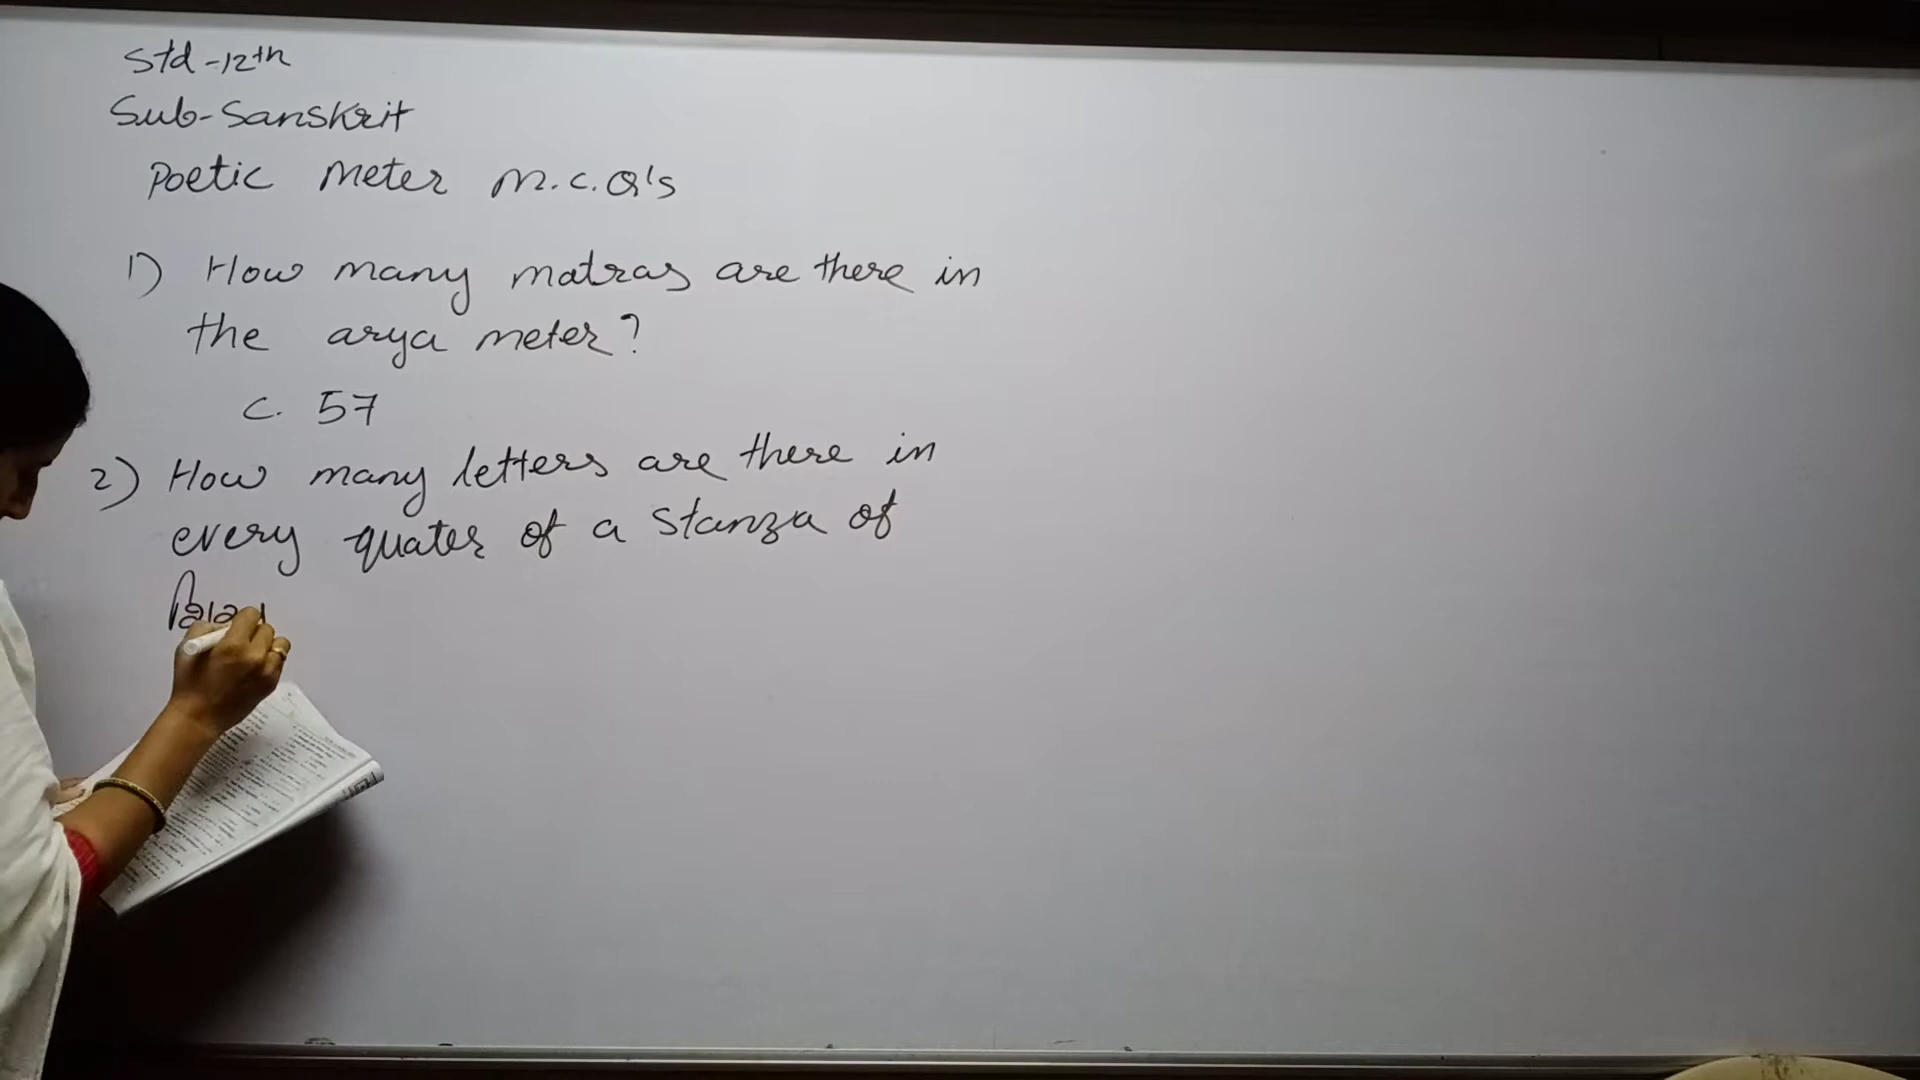 Std-12th
Sub-Sanskrit
Poetic Meter M.C.Q's
1) How many matras are there in
the arya meter?
C. 57
2) How many letters are there in
every quater of a Stanza of